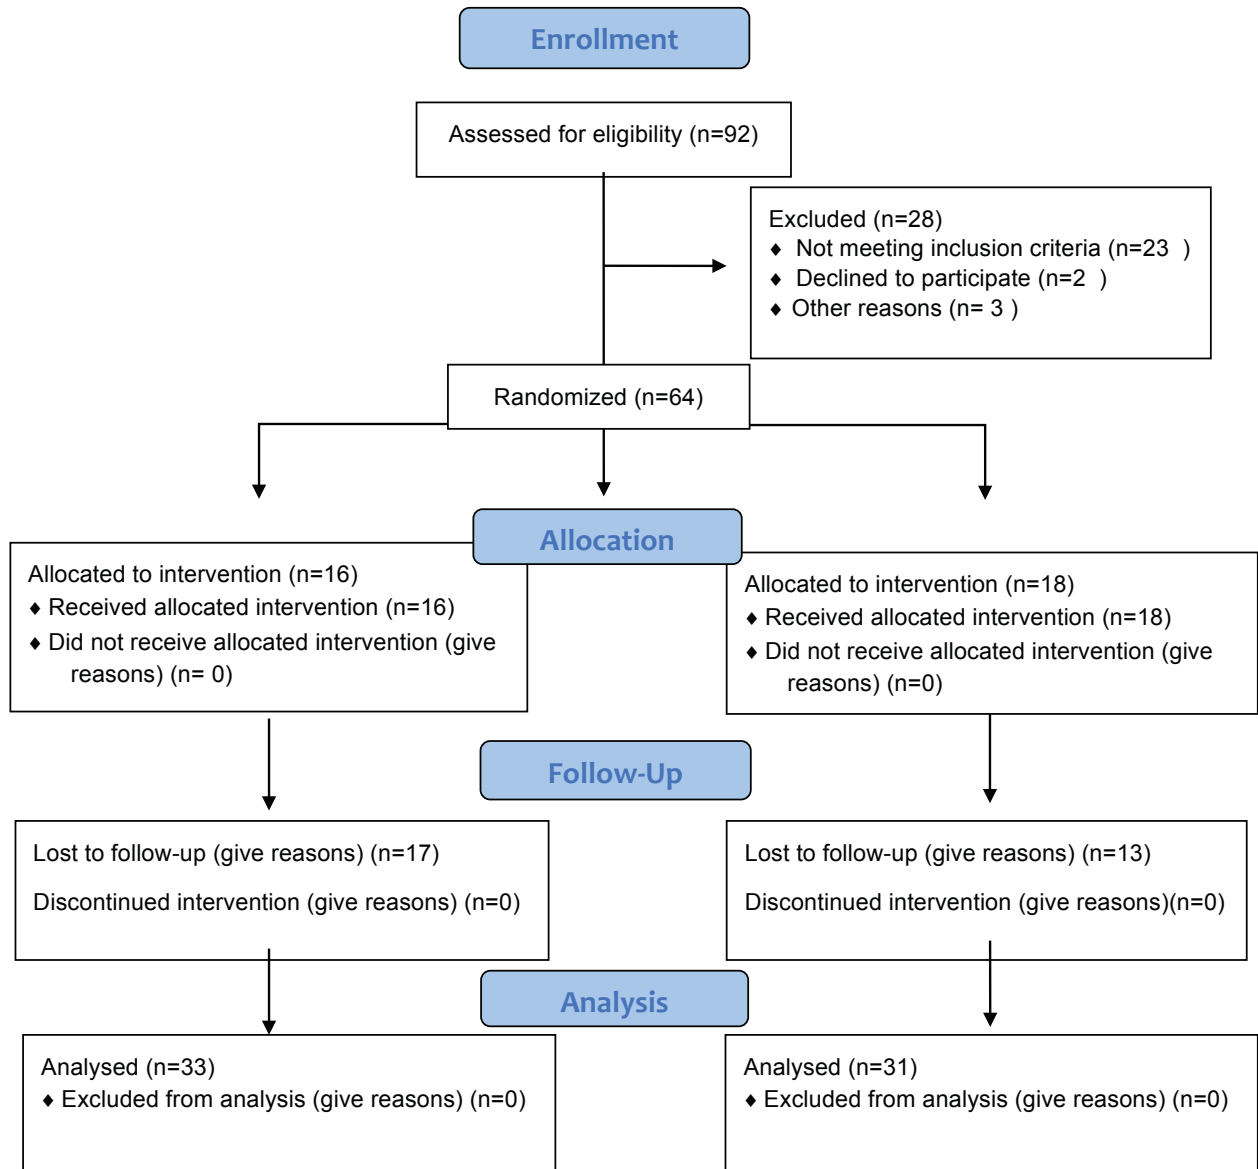 Enrollment
Assessed for eligibility (n=92)
Excluded (n=28)
♦ Not meeting inclusion criteria (n=23 )
♦ Declined to participate (n=2 )
♦ Other reasons (n= 3 )
Randomized (n=64)
Allocation
Allocated to intervention (n=16)
♦ Received allocated intervention (n=16)
♦ Did not receive allocated intervention (give
reasons) (n= 0)
Allocated to intervention (n=18)
♦ Received allocated intervention (n=18)
♦ Did not receive allocated intervention (give
reasons) (n=0)
Follow-Up
Lost to follow-up (give reasons) (n=17)
Discontinued intervention (give reasons) (n=0)
Lost to follow-up (give reasons) (n=13)
Discontinued intervention (give reasons)(n=0)
Analysis
Analysed (n=33)
♦ Excluded from analysis (give reasons) (n=0)
Analysed (n=31)
♦ Excluded from analysis (give reasons) (n=0)